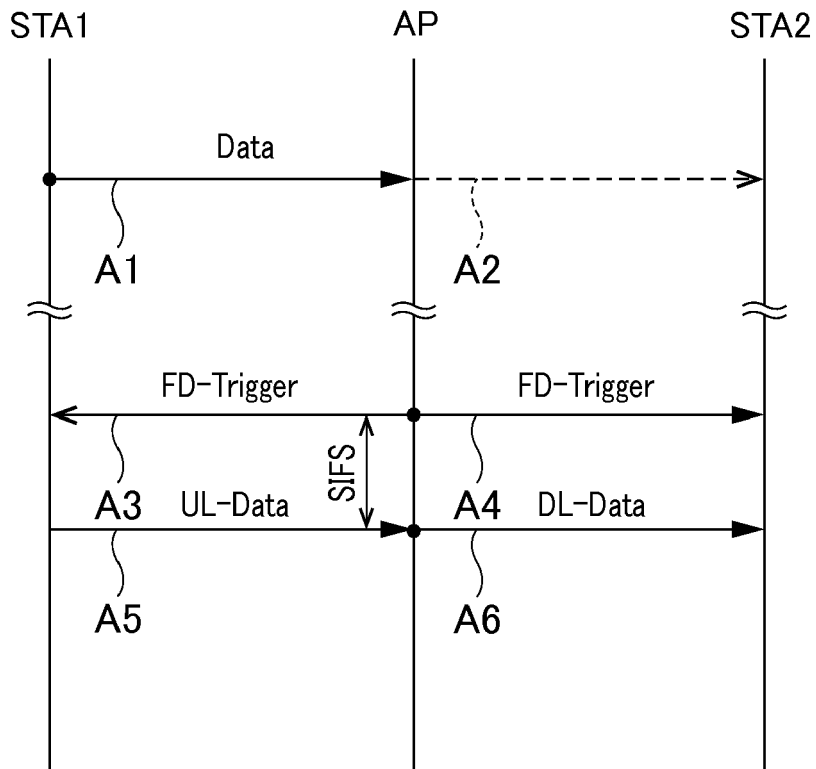 STA1 AP STA2
Data
A1 A2
FD-Trigger FD-Trigger
SIFS
A3 UL-Data A4 DL-Data
A5 A6